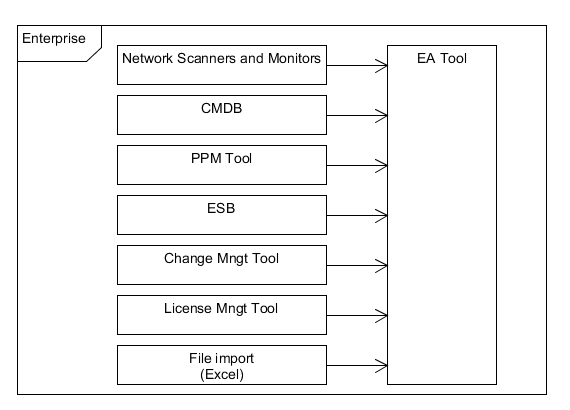 Enterprise
Network Scanners and Monitors
EA Tool
CMDB
PPM Tool
ESB
Change Mngt Tool
License Mngt Tool
File import
(Excel)